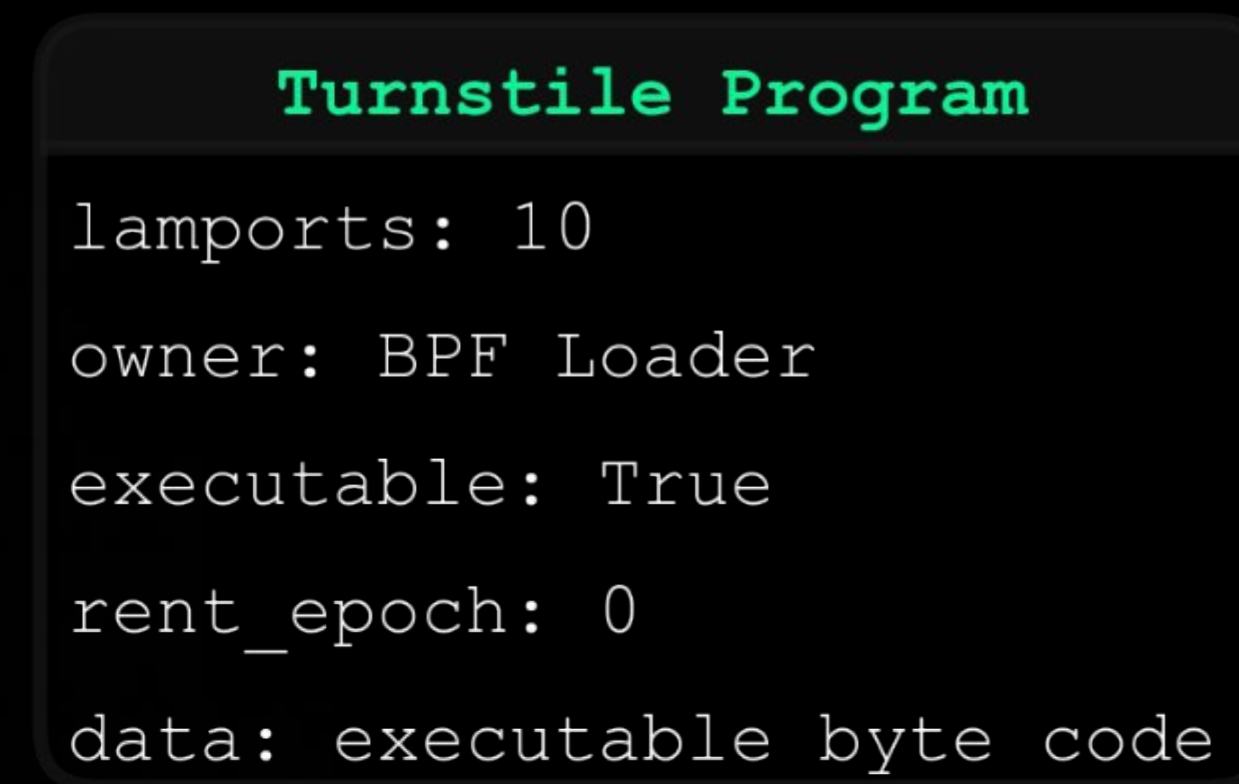 Turnstile Program
lamports: 10
owner: BPF Loader
executable: True
rent_epoch: 0
data: executable byte code